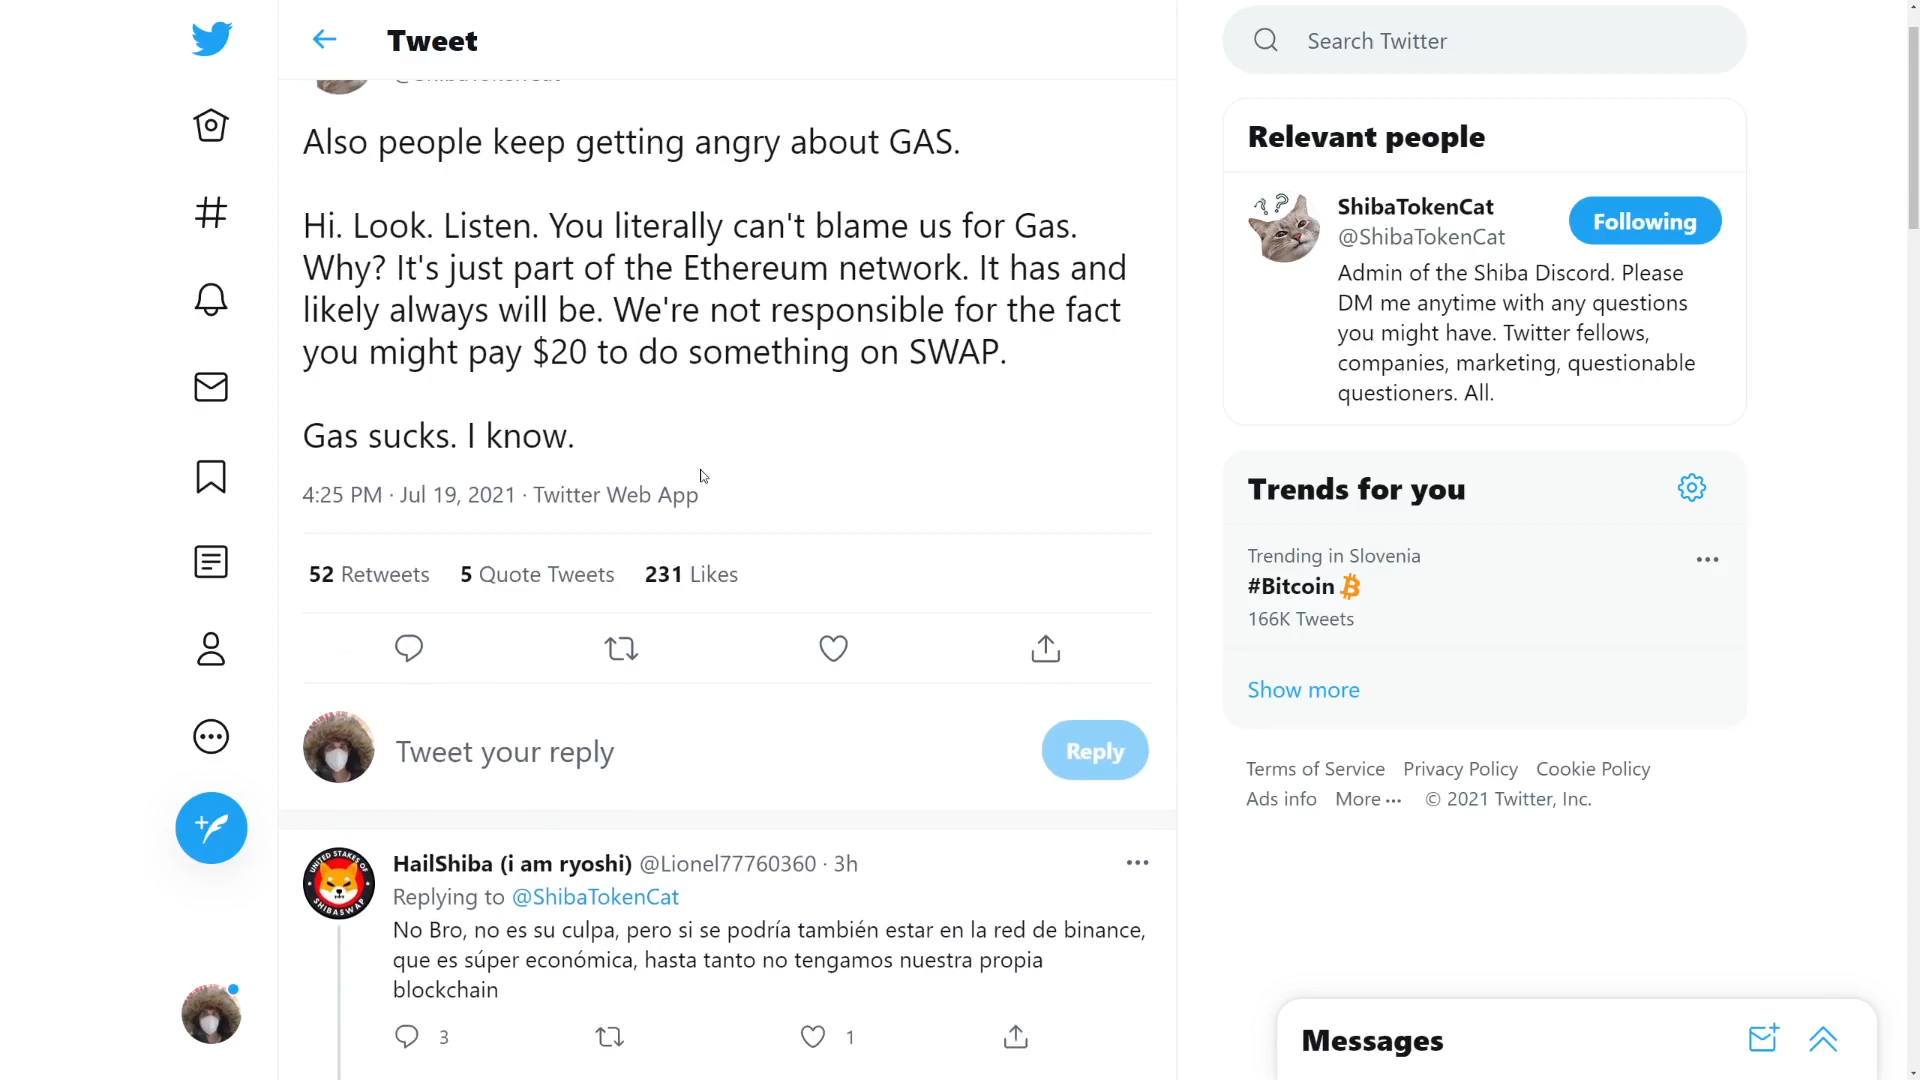 Tweet
Also people keep getting angry about GAS.
Hi. Look. Listen. You literally can't blame us for Gas.
Why? It's just part of the Ethereum network. It has and
likely always will be. We're not responsible for the fact
you might pay $20 to do something on SWAP.
Gas sucks. I know.
4:25 PM · Jul 19, 2021 · Twitter Web App
52 Retweets 5 Quote Tweets 231 Likes
Tweet your reply
Reply
HailShiba (i am ryoshi) @Lionel77760360 · 3h
Replying to @ShibaTokenCat
No Bro, no es su culpa, pero si se podría también estar en la red de binance,
que es súper económica, hasta tanto no tengamos nuestra propia
blockchain
3
1
UNITED STAKES OF
SHIBASWAP
Search Twitter
Relevant people
ShibaTokenCat
@ShibaTokenCat
Following
Admin of the Shiba Discord. Please
DM me anytime with any questions
you might have. Twitter fellows,
companies, marketing, questionable
questioners. All.
Trends for you
Trending in Slovenia
#Bitcoin
166K Tweets
Show more
Terms of Service Privacy Policy Cookie Policy
Ads info More ··· © 2021 Twitter, Inc.
Messages